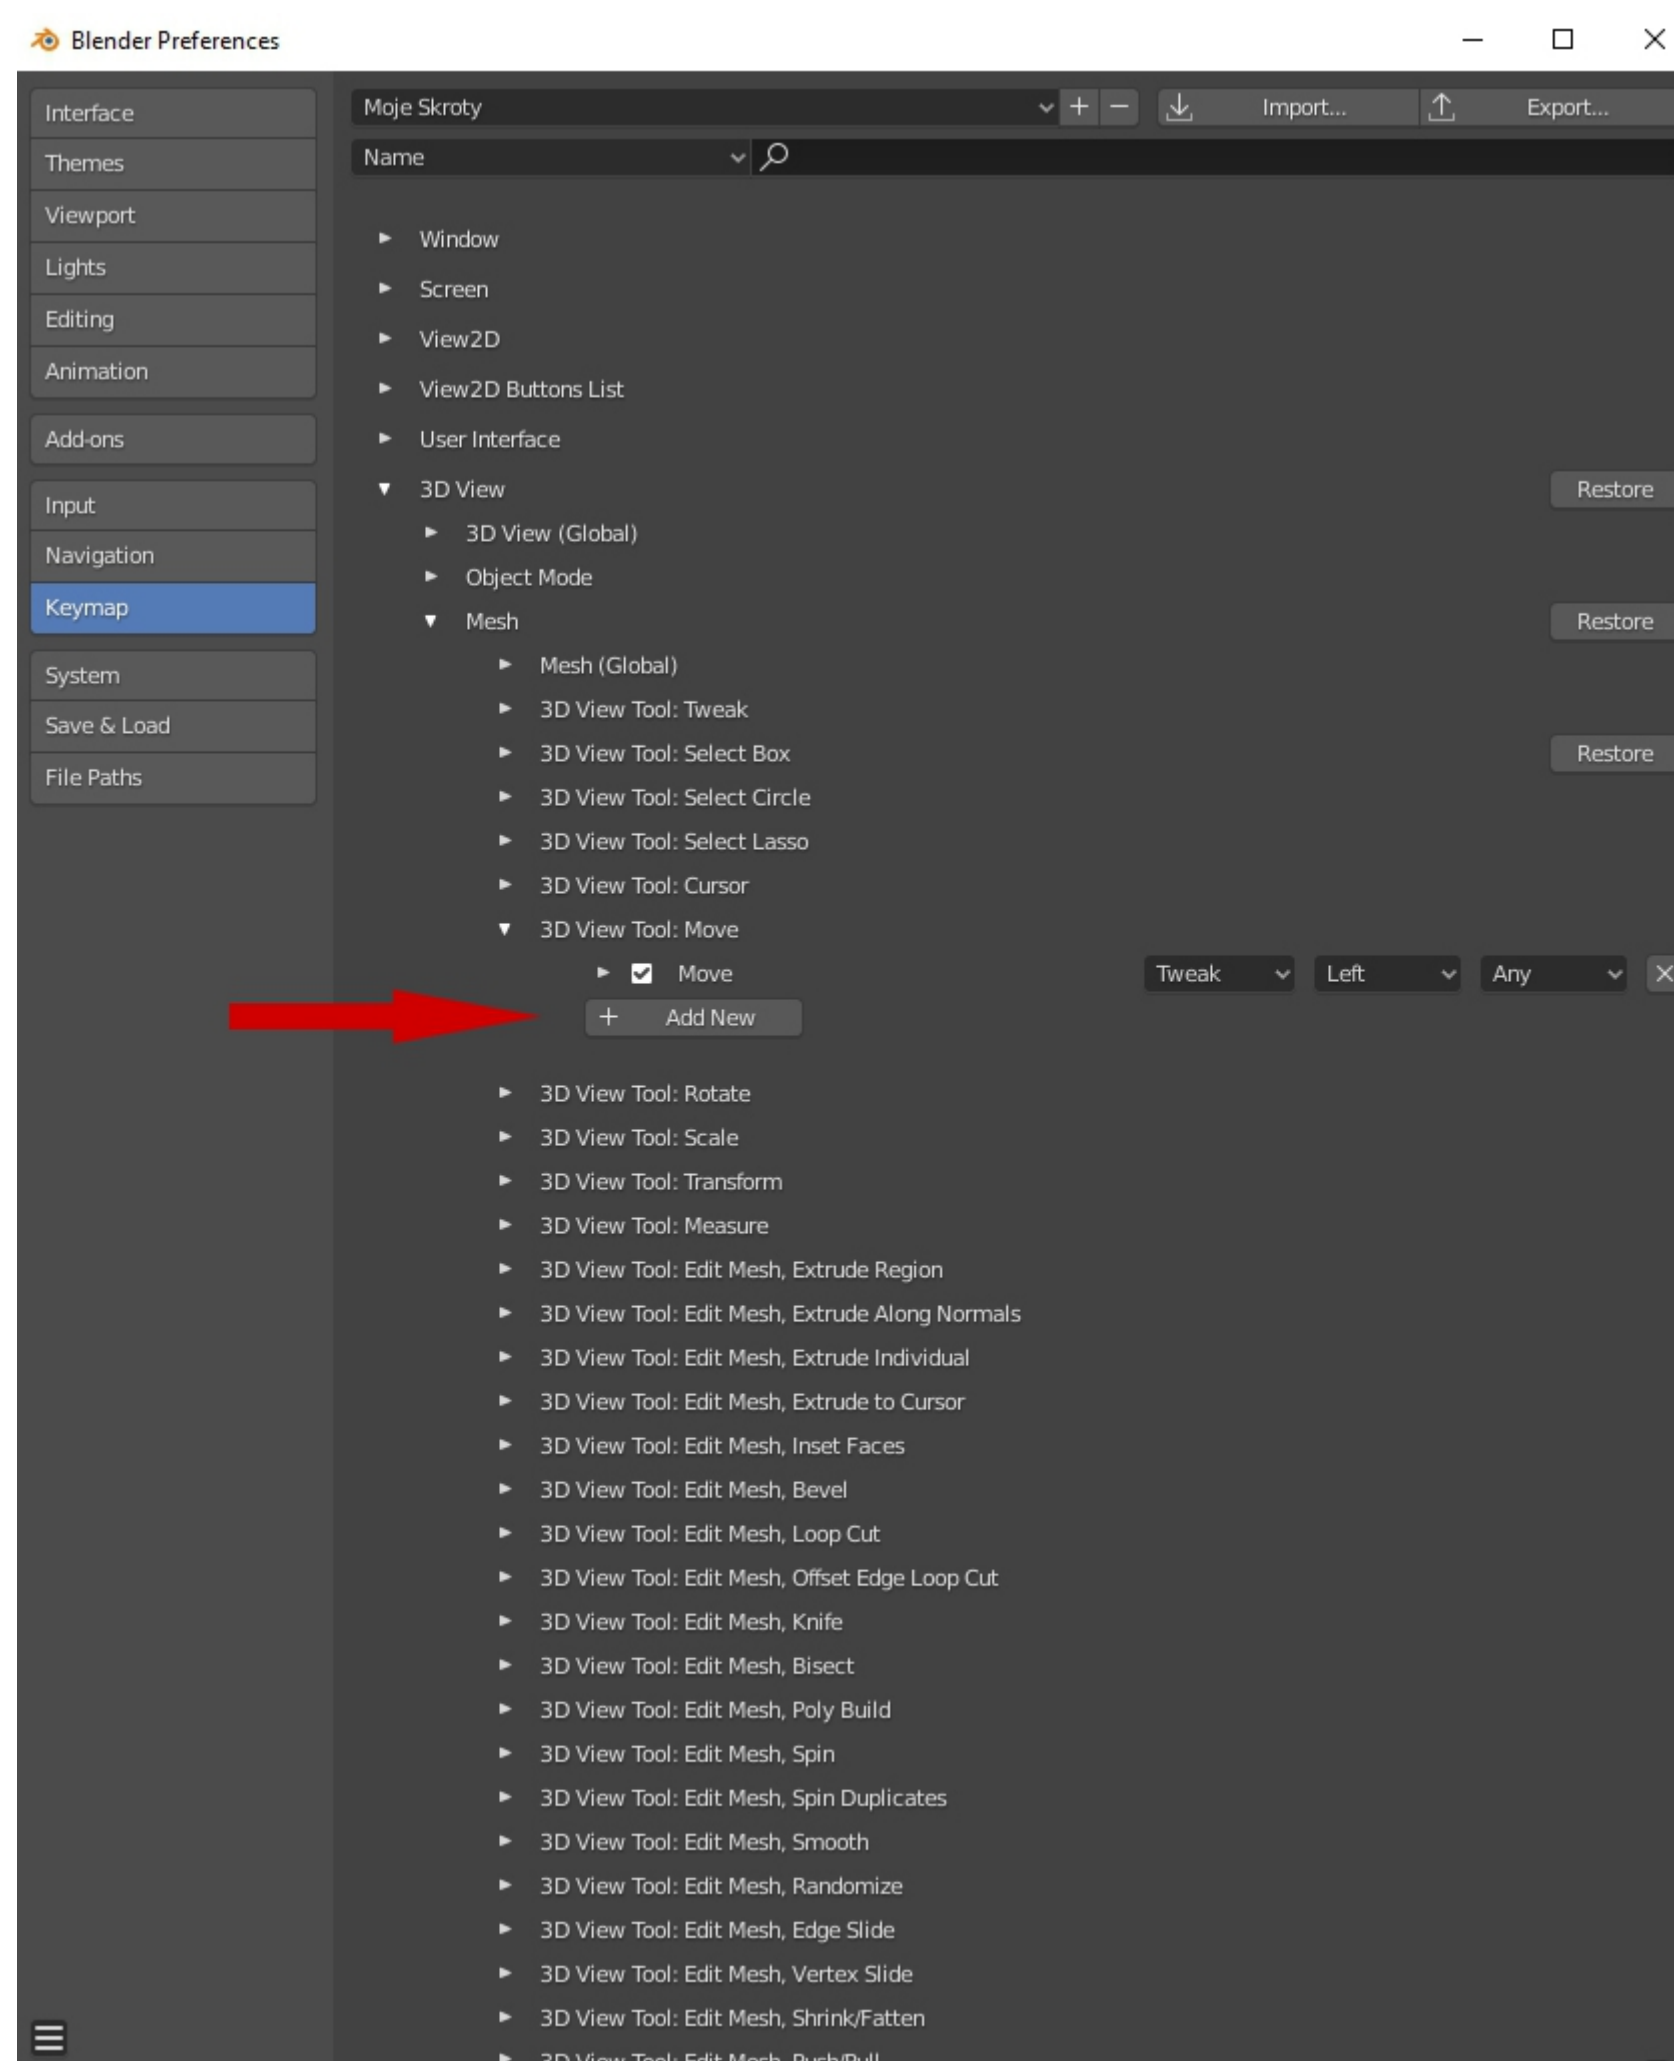 Blender Preferences
Interface
Themes
Viewport
Lights
Editing
Animation
Add-ons
Input
Navigation
Keymap
System
Save & Load
File Paths
Moje Skroty
Import...
Export...
Name
Window
Screen
View2D
View2D Buttons List
User Interface
3D View Restore
3D View (Global)
Object Mode
Mesh Restore
Mesh (Global)
3D View Tool: Tweak
3D View Tool: Select Box Restore
3D View Tool: Select Circle
3D View Tool: Select Lasso
3D View Tool: Cursor
3D View Tool: Move
Move Tweak Left Any
+ Add New
3D View Tool: Rotate
3D View Tool: Scale
3D View Tool: Transform
3D View Tool: Measure
3D View Tool: Edit Mesh, Extrude Region
3D View Tool: Edit Mesh, Extrude Along Normals
3D View Tool: Edit Mesh, Extrude Individual
3D View Tool: Edit Mesh, Extrude to Cursor
3D View Tool: Edit Mesh, Inset Faces
3D View Tool: Edit Mesh, Bevel
3D View Tool: Edit Mesh, Loop Cut
3D View Tool: Edit Mesh, Offset Edge Loop Cut
3D View Tool: Edit Mesh, Knife
3D View Tool: Edit Mesh, Bisect
3D View Tool: Edit Mesh, Poly Build
3D View Tool: Edit Mesh, Spin
3D View Tool: Edit Mesh, Spin Duplicates
3D View Tool: Edit Mesh, Smooth
3D View Tool: Edit Mesh, Randomize
3D View Tool: Edit Mesh, Edge Slide
3D View Tool: Edit Mesh, Vertex Slide
3D View Tool: Edit Mesh, Shrink/Fatten
3D View Tool: Edit Mesh, Push/Pull